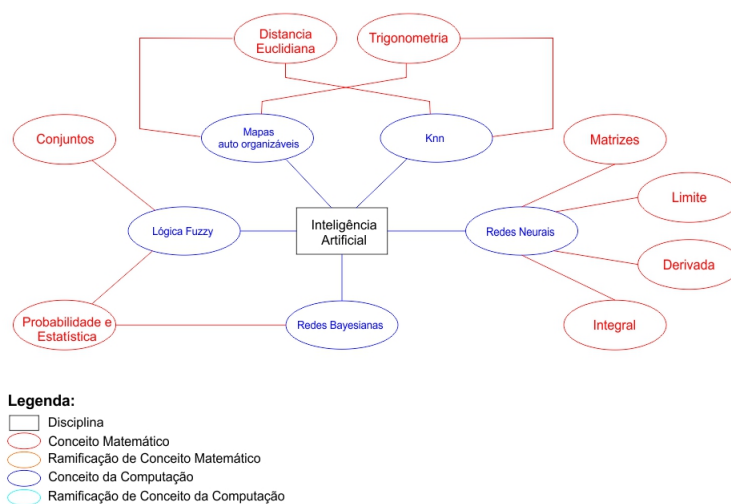 Distancia
Euclidiana
Trigonometria
Conjuntos
Mapas
auto organizáveis
Knn
Matrizes
Limite
Lógica Fuzzy
Inteligência
Artificial
Redes Neurais
Derivada
Probabilidade e
Estatística
Redes Bayesianas
Integral
Legenda:
Disciplina
Conceito Matemático
Ramificação de Conceito Matemático
Conceito da Computação
Ramificação de Conceito da Computação